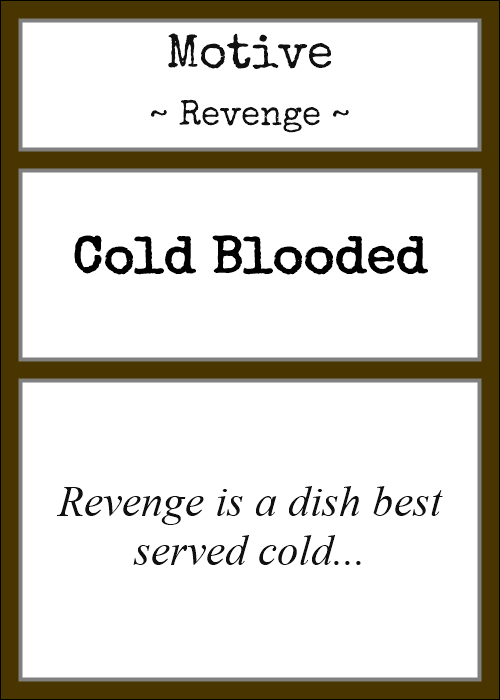 Motive
~ Revenge ~
Cold Blooded
Revenge is a dish best
served cold...